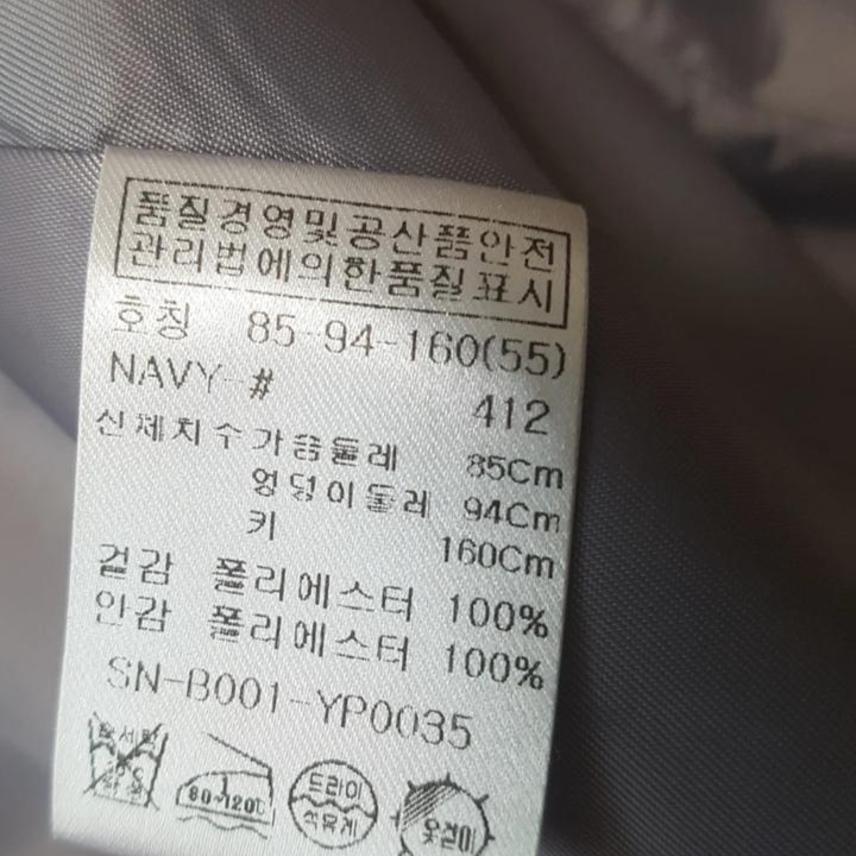 품질경영및공산품안전
관리법에의한품질표시
호칭 85-94-160(55)
NAVY-# 412
신체치수가슴둘레 85Cm
엉덩이둘레 94Cm
키 160Cm
겉감 폴리에스터 100%
안감 폴리에스터 100%
SN-B001-YP0035
80~120℃
드라이
석유계
옷걸이